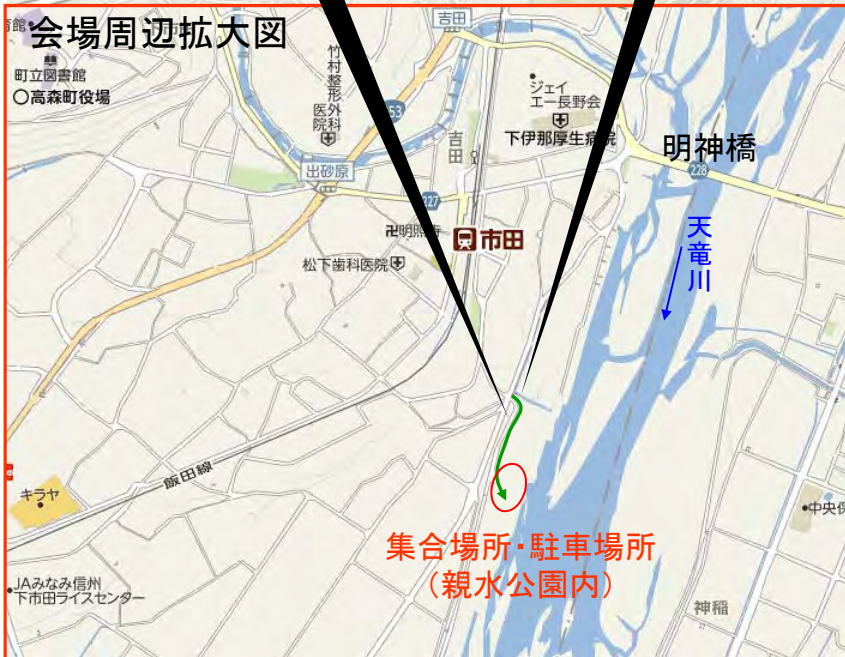 会場周辺拡大図
吉田
町立図書館
○高森町役場
竹村整形外科
医院
153
ジェイ
エー長野会
下伊那厚生病院
明神橋
228
吉田
出砂原
227
卍明照寺
市田
松下歯科医院
天竜川
飯田線
キラヤ
集合場所・駐車場所
（親水公園内）
JAみなみ信州
下市田ライスセンター
神稲